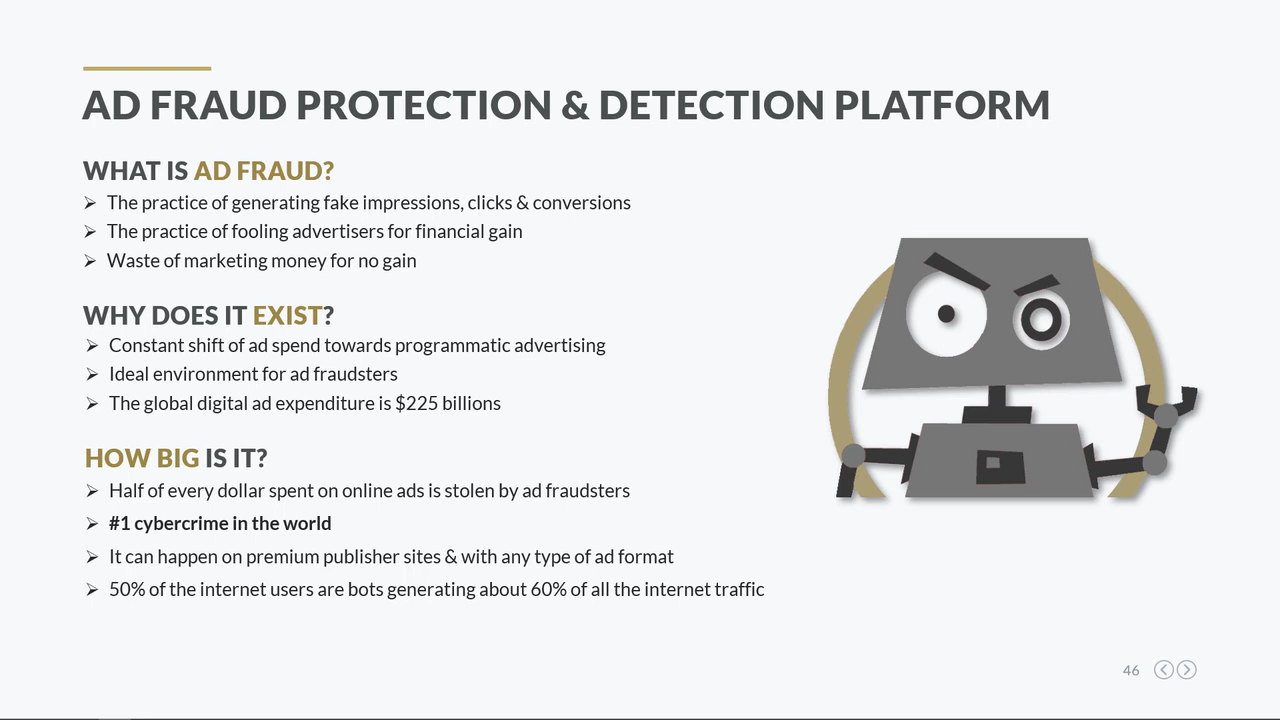 AD FRAUD PROTECTION & DETECTION PLATFORM
WHAT IS AD FRAUD?
➢ The practice of generating fake impressions, clicks & conversions
➢ The practice of fooling advertisers for financial gain
➢ Waste of marketing money for no gain
WHY DOES IT EXIST?
➢ Constant shift of ad spend towards programmatic advertising
➢ Ideal environment for ad fraudsters
➢ The global digital ad expenditure is $225 billions
HOW BIG IS IT?
➢ Half of every dollar spent on online ads is stolen by ad fraudsters
➢ #1 cybercrime in the world
➢ It can happen on premium publisher sites & with any type of ad format
➢ 50% of the internet users are bots generating about 60% of all the internet traffic
46